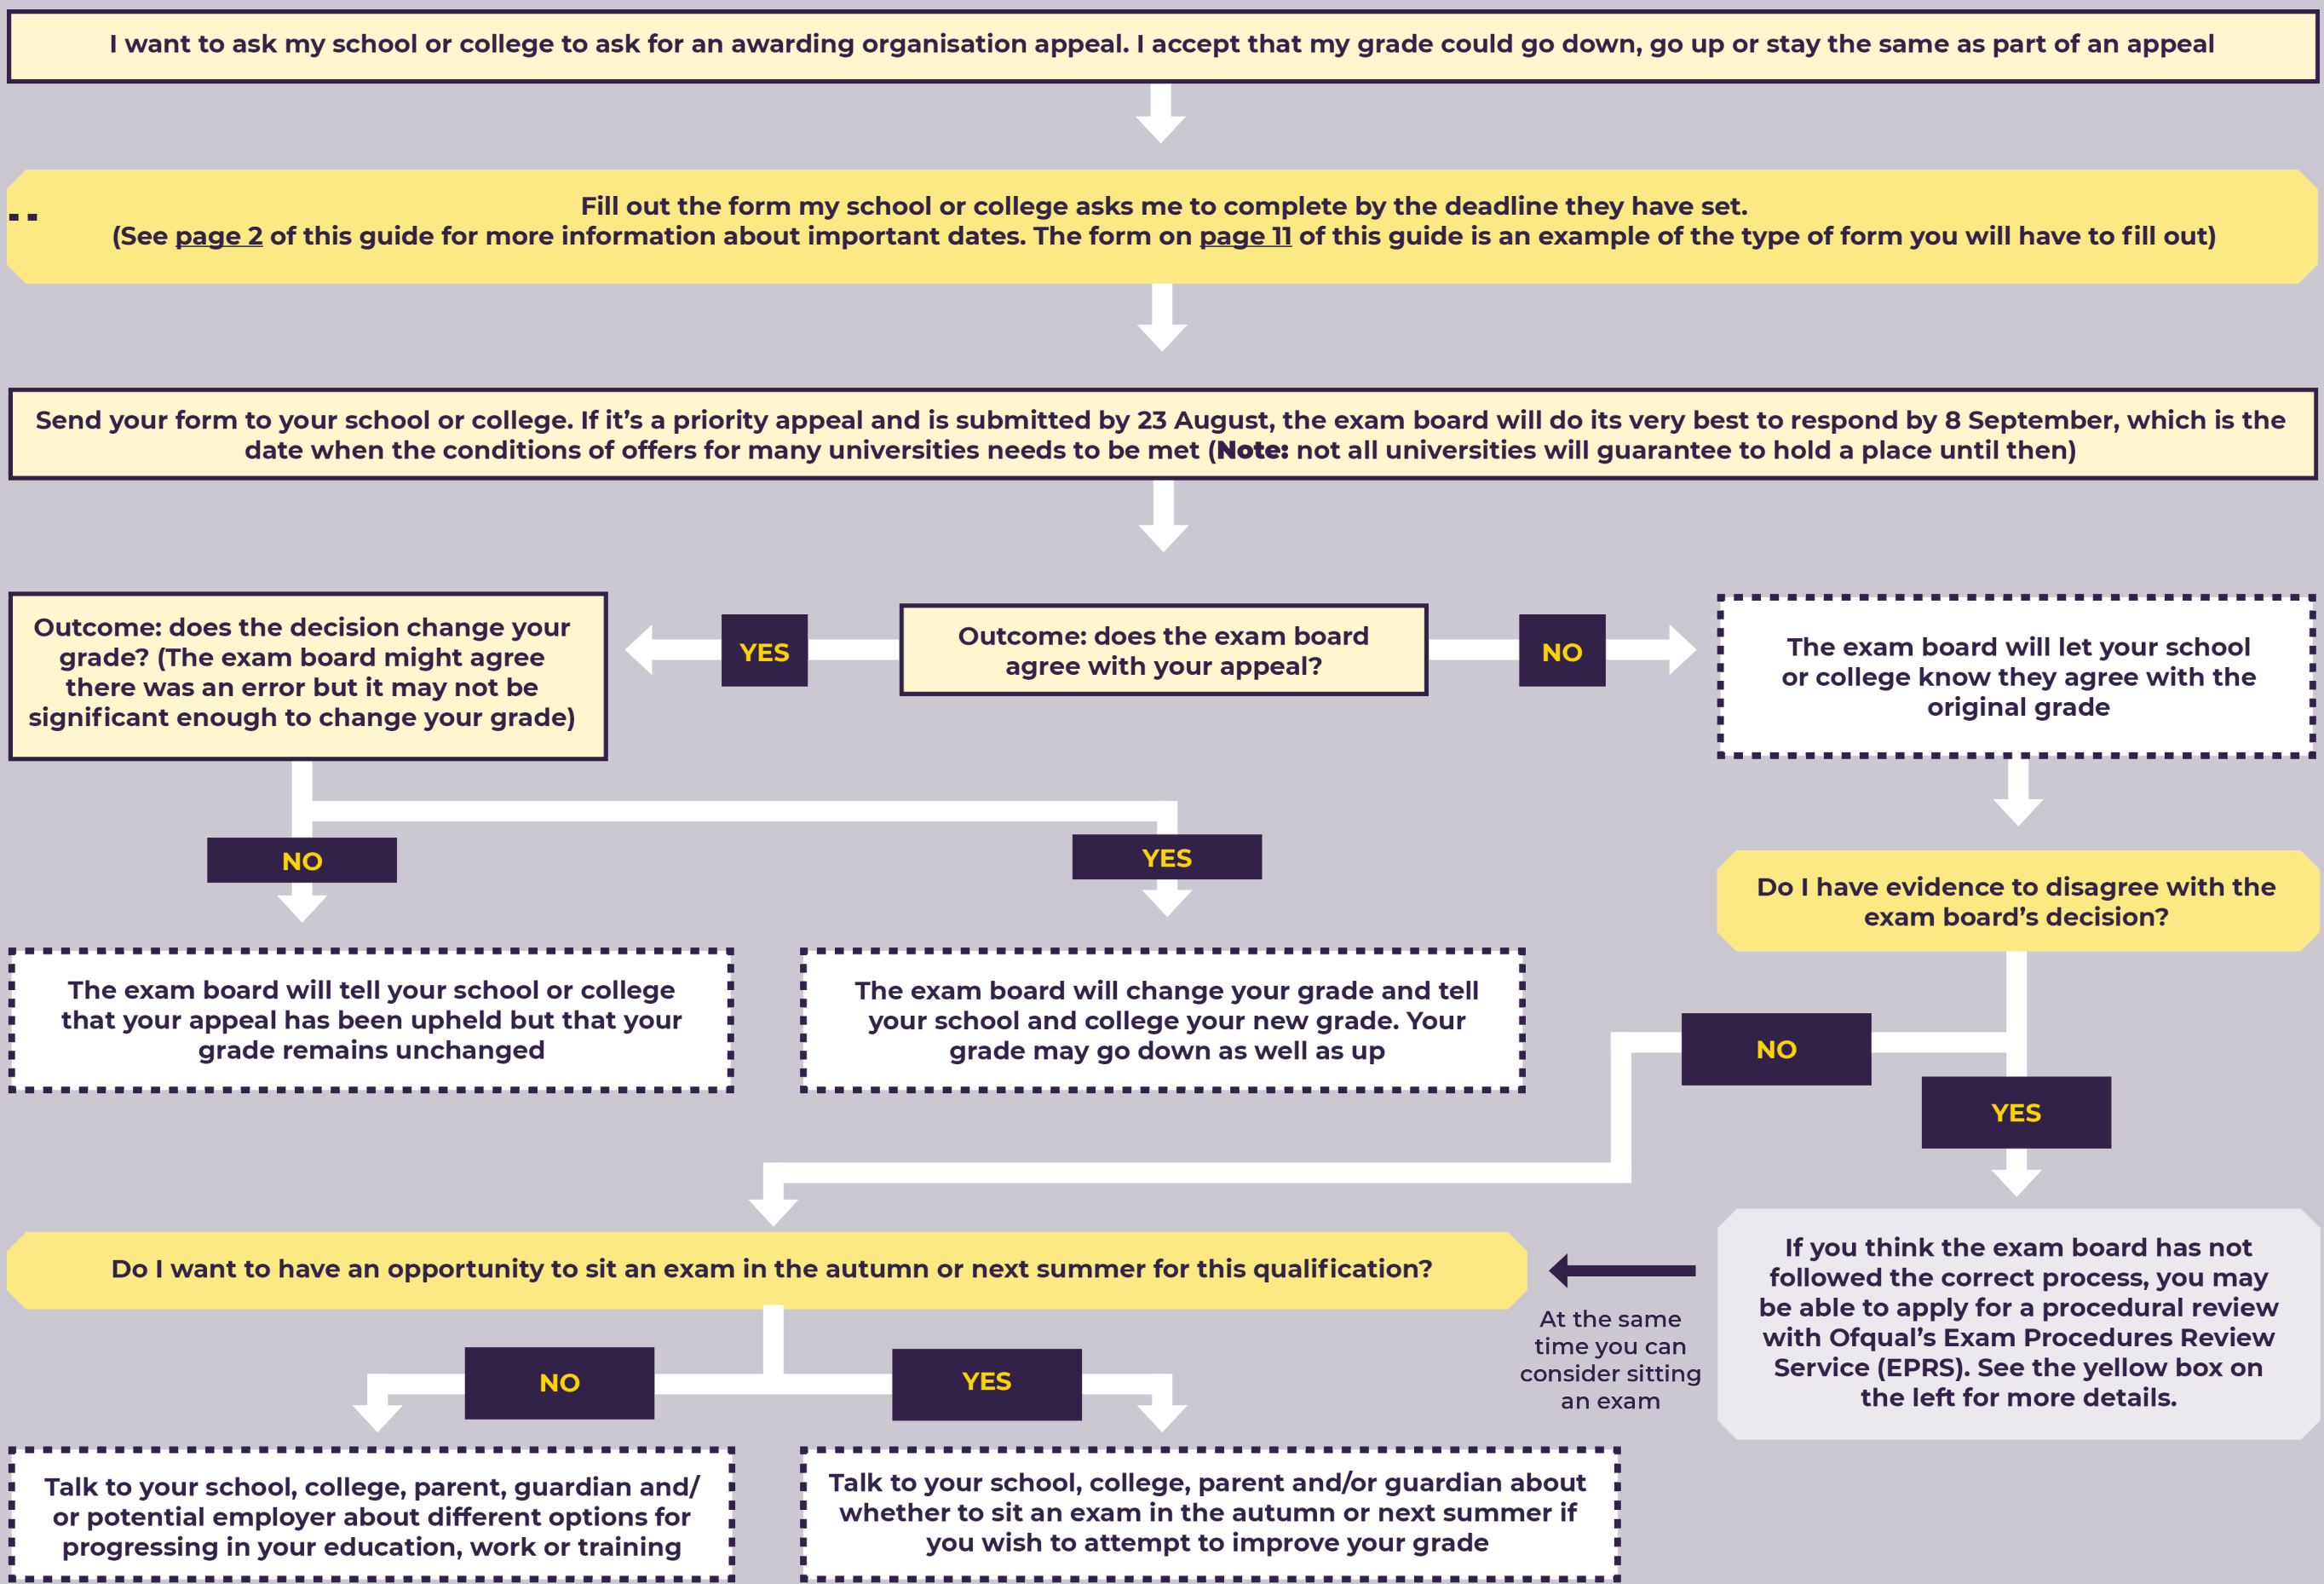 I want to ask my school or college to ask for an awarding organisation appeal. I accept that my grade could go down, go up or stay the same as part of an appeal
Fill out the form my school or college asks me to complete by the deadline they have set.
(See page 2 of this guide for more information about important dates. The form on page 11 of this guide is an example of the type of form you will have to fill out)
Send your form to your school or college. If it’s a priority appeal and is submitted by 23 August, the exam board will do its very best to respond by 8 September, which is the
date when the conditions of offers for many universities needs to be met (Note: not all universities will guarantee to hold a place until then)
Outcome: does the exam board
agree with your appeal?
YES
NO
Outcome: does the decision change your
grade? (The exam board might agree
there was an error but it may not be
significant enough to change your grade)
The exam board will let your school
or college know they agree with the
original grade
NO
YES
Do I have evidence to disagree with the
exam board’s decision?
The exam board will tell your school or college
that your appeal has been upheld but that your
grade remains unchanged
The exam board will change your grade and tell
your school and college your new grade. Your
grade may go down as well as up
NO
YES
Do I want to have an opportunity to sit an exam in the autumn or next summer for this qualification?
At the same
time you can
consider sitting
an exam
If you think the exam board has not
followed the correct process, you may
be able to apply for a procedural review
with Ofqual’s Exam Procedures Review
Service (EPRS). See the yellow box on
the left for more details.
NO
YES
Talk to your school, college, parent, guardian and/
or potential employer about different options for
progressing in your education, work or training
Talk to your school, college, parent and/or guardian about
whether to sit an exam in the autumn or next summer if
you wish to attempt to improve your grade